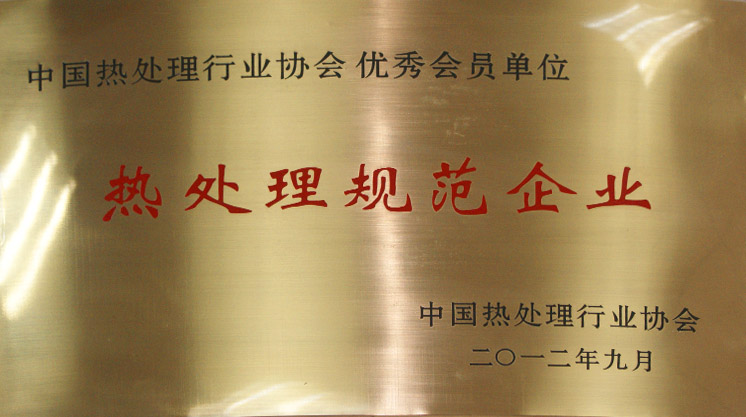 中国热处理行业协会 优秀会员单位
热处理规范企业
中国热处理行业协会
二〇一二年九月